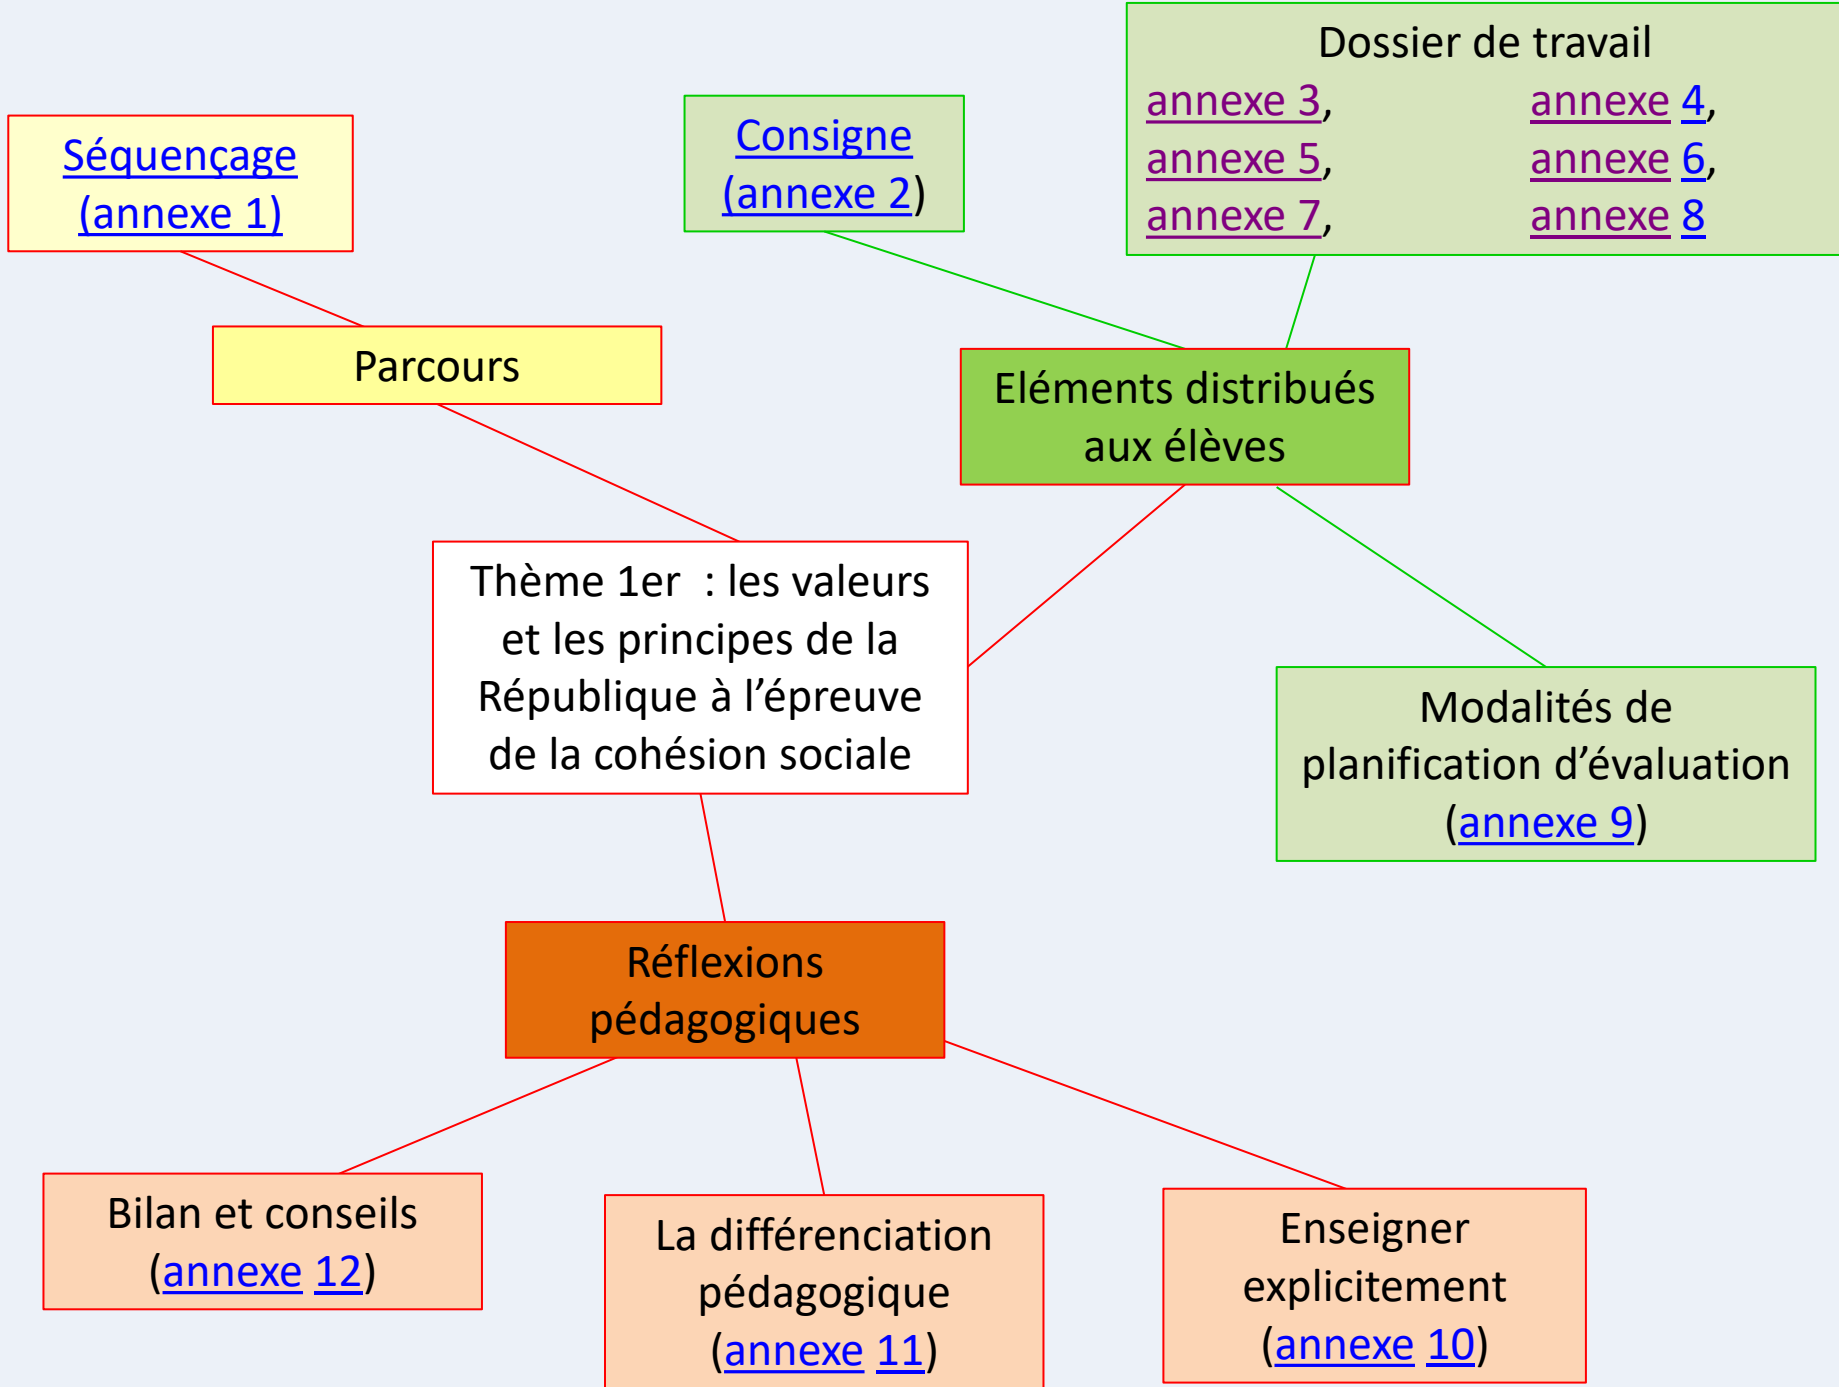 Dossier de travail
annexe 3, annexe 4,
annexe 5, annexe 6,
annexe 7, annexe 8
Consigne
(annexe 2)
Séquençage
(annexe 1)
Parcours
Eléments distribués
aux élèves
Thème 1er  : les valeurs
et les principes de la
République à l’épreuve
de la cohésion sociale
Modalités de
planification d’évaluation
(annexe 9)
Réflexions
pédagogiques
Bilan et conseils
(annexe 12)
La différenciation
pédagogique
(annexe 11)
Enseigner
explicitement
(annexe 10)